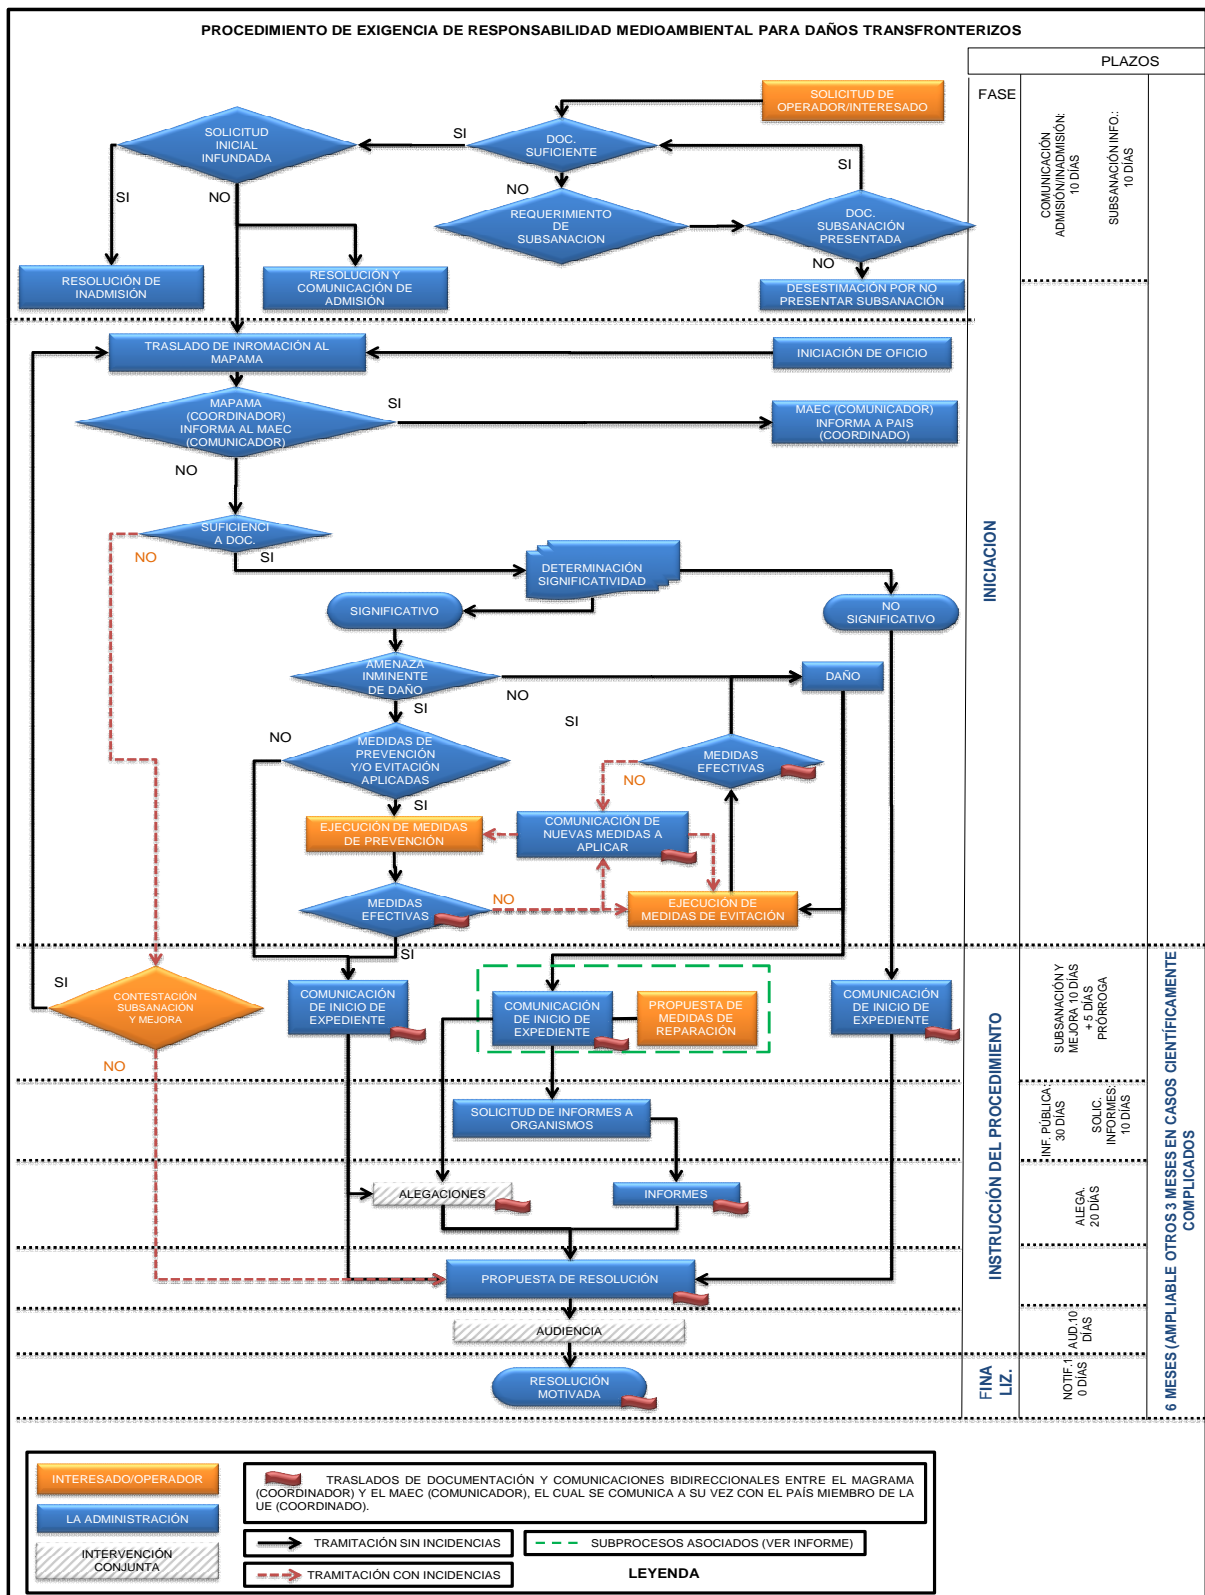 PROCEDIMIENTO DE EXIGENCIA DE RESPONSABILIDAD MEDIOAMBIENTAL PARA DAÑOS TRANSFRONTERIZOS
PLAZOS
FASE
SOLICITUD DE
OPERADOR/INTERESADO
SOLICITUD
INICIAL
INFUNDADA
SI
DOC.
SUFICIENTE
SI
SI
NO
NO
REQUERIMIENTO
DE
SUBSANACION
DOC.
SUBSANACIÓN
PRESENTADA
NO
RESOLUCIÓN DE
INADMISIÓN
RESOLUCIÓN Y
COMUNICACIÓN DE
ADMISIÓN
DESESTIMACIÓN POR NO
PRESENTAR SUBSANACIÓN
COMUNICACIÓN
ADMISIÓN/INADMISIÓN:
10 DÍAS
SUBSANACIÓN INFO.:
10 DÍAS
TRASLADO DE INROMACIÓN AL
MAPAMA
INICIACIÓN DE OFICIO
MAPAMA
(COORDINADOR)
INFORMA AL MAEC
(COMUNICADOR)
SI
MAEC (COMUNICADOR)
INFORMA A PAIS
(COORDINADO)
NO
SUFICIENCI
A DOC.
NO
SI
DETERMINACIÓN
SIGNIFICATIVIDAD
SIGNIFICATIVO
NO
SIGNIFICATIVO
INICIACION
AMENAZA
INMINENTE
DE DAÑO
NO
DAÑO
SI
SI
NO
MEDIDAS DE
PREVENCIÓN
Y/O EVITACIÓN
APLICADAS
MEDIDAS
EFECTIVAS
NO
SI
EJECUCIÓN DE MEDIDAS
DE PREVENCIÓN
COMUNICACIÓN DE
NUEVAS MEDIDAS A
APLICAR
MEDIDAS
EFECTIVAS
NO
EJECUCIÓN DE
MEDIDAS DE EVITACIÓN
SI
SI
CONTESTACIÓN
SUBSANACIÓN
Y MEJORA
NO
COMUNICACIÓN
DE INICIO DE
EXPEDIENTE
COMUNICACIÓN
DE INICIO DE
EXPEDIENTE
PROPUESTA DE
MEDIDAS DE
REPARACIÓN
COMUNICACIÓN
DE INICIO DE
EXPEDIENTE
SUBSANACIÓN Y
MEJORA 10 DÍAS
+ 5 DÍAS
PRÓRROGA
SOLICITUD DE INFORMES A
ORGANISMOS
INF. PÚBLICA:
30 DÍAS
SOLIC.
INFORMES:
10 DÍAS
ALEGACIONES
INFORMES
ALEGA.
20 DÍAS
INSTRUCCIÓN DEL PROCEDIMIENTO
6 MESES (AMPLIABLE OTROS 3 MESES EN CASOS CIENTÍFICAMENTE
COMPLICADOS
PROPUESTA DE RESOLUCIÓN
AUDIENCIA
AUD.10
DÍAS
RESOLUCIÓN
MOTIVADA
FINA
LIZ.
NOTIF.1
0 DÍAS
INTERESADO/OPERADOR
LA ADMINISTRACIÓN
INTERVENCIÓN
CONJUNTA
TRASLADOS DE DOCUMENTACIÓN Y COMUNICACIONES BIDIRECCIONALES ENTRE EL MAGRAMA
(COORDINADOR) Y EL MAEC (COMUNICADOR), EL CUAL SE COMUNICA A SU VEZ CON EL PAÍS MIEMBRO DE LA
UE (COORDINADO).
TRAMITACIÓN SIN INCIDENCIAS
SUBPROCESOS ASOCIADOS (VER INFORME)
TRAMITACIÓN CON INCIDENCIAS
LEYENDA